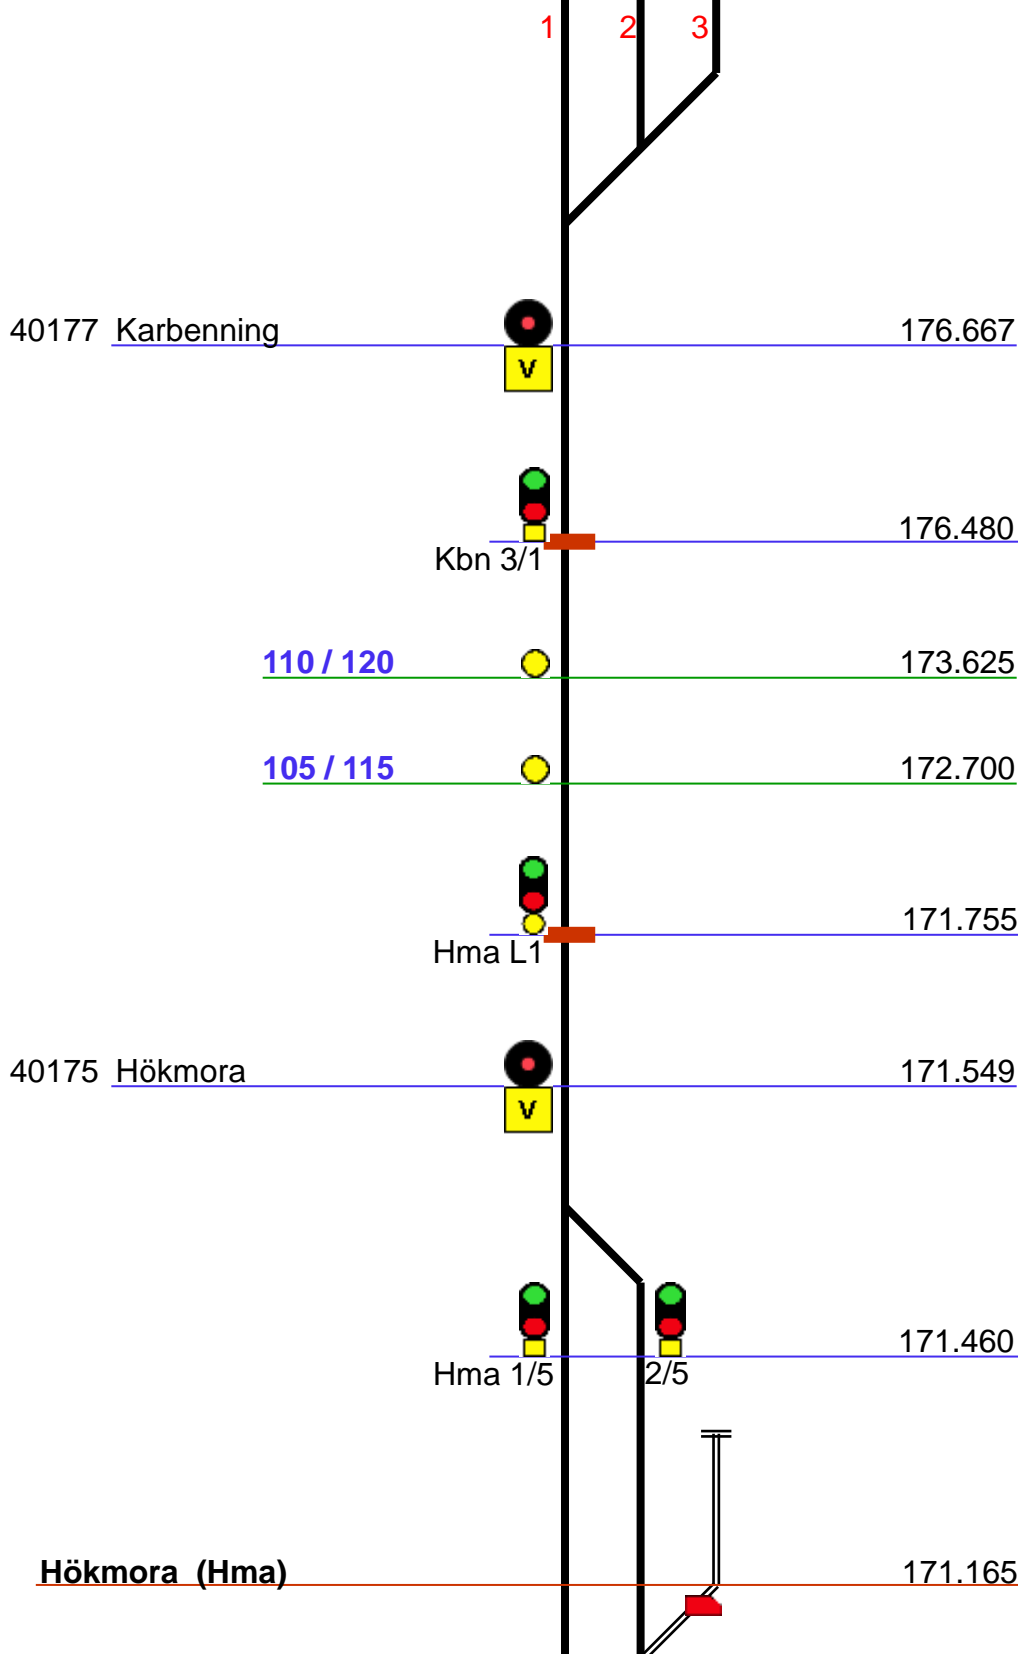 1 2 3
40177 Karbenning 176.667
V
176.480
Kbn 3/1
110 / 120 173.625
105 / 115 172.700
171.755
Hma L1
40175 Hökmora 171.549
V
171.460
Hma 1/5 2/5
Hökmora (Hma) 171.165